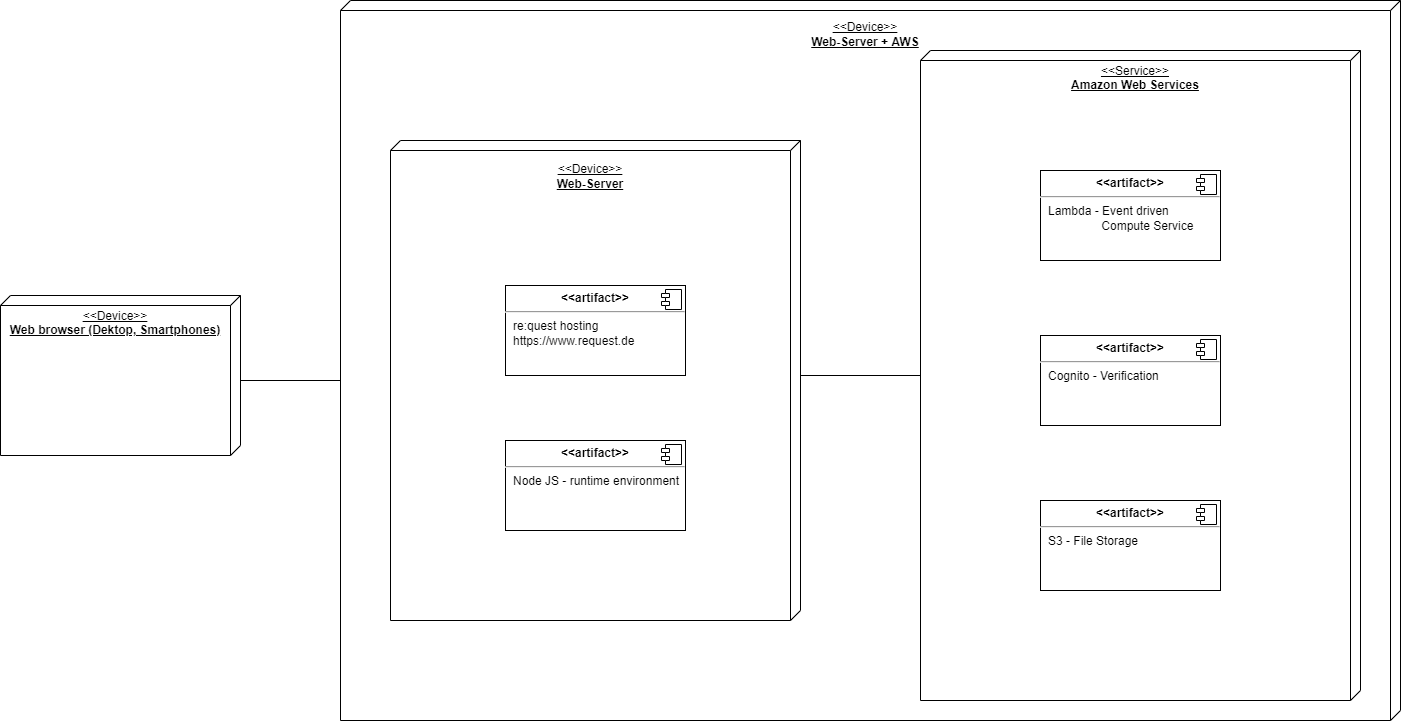 <<Device>>
Web-Server + AWS
<<Service>>
Amazon Web Services
<<Device>>
Web-Server
<<artifact>>
Lambda - Event driven
Compute Service
<<artifact>>
re:quest hosting
https://www.request.de
<<Device>>
Web browser (Dektop, Smartphones)
<<artifact>>
Cognito - Verification
<<artifact>>
Node JS - runtime environment
<<artifact>>
S3 - File Storage